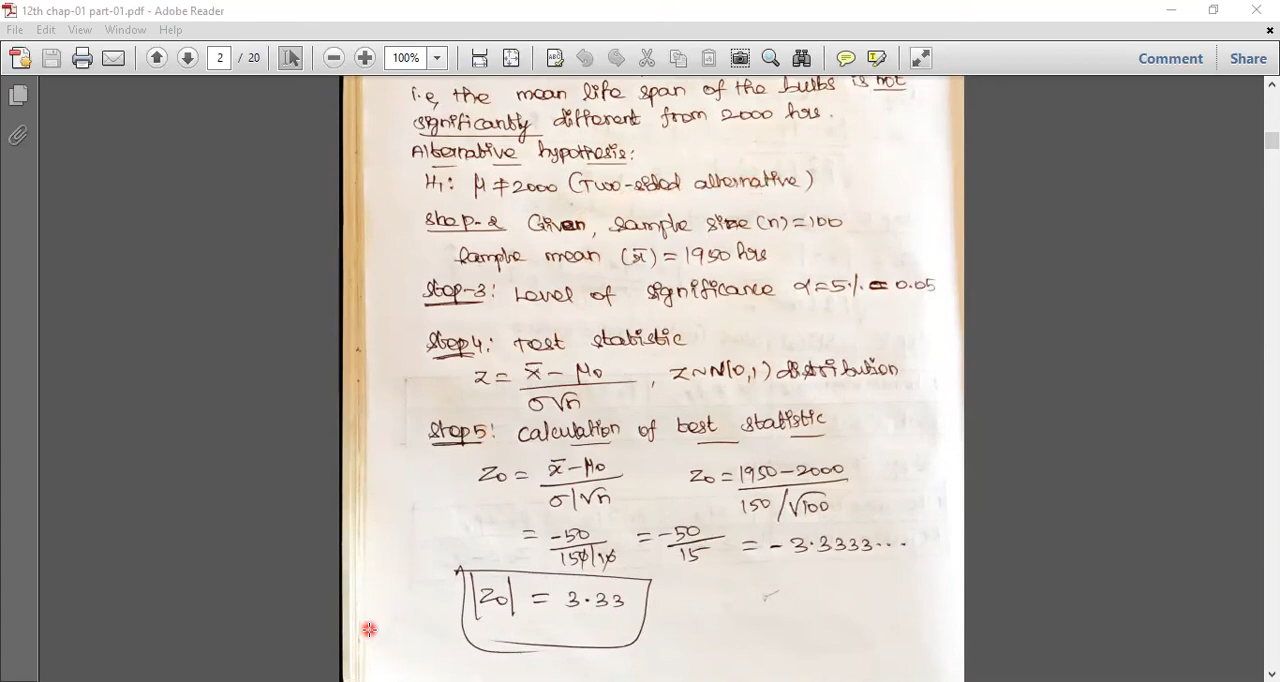 12th chap-01 part-01.pdf - Adobe Reader
File Edit View Window Help
2 / 20 100% Comment Share
i.e, the mean life span of the bulbs is not
significantly different from 2000 hrs.
Alternative hypothesis:
H₁: μ ≠ 2000 (Two-sided alternative)
Step-2 Given, sample size (n) = 100
Sample mean (x̄) = 1950 hrs
Step-3: Level of significance α = 5% = 0.05
Step4: Test statistic
z = x̄ - μ₀ / σ√n , Z ~ N(0,1) distribution
Step5: Calculation of test statistic
Z₀ = x̄ - μ₀ / σ/√n Z₀ = 1950 - 2000 / 150/√100
= -50 / 150/10 = -50 / 15 = -3.3333...
|Z₀| = 3.33